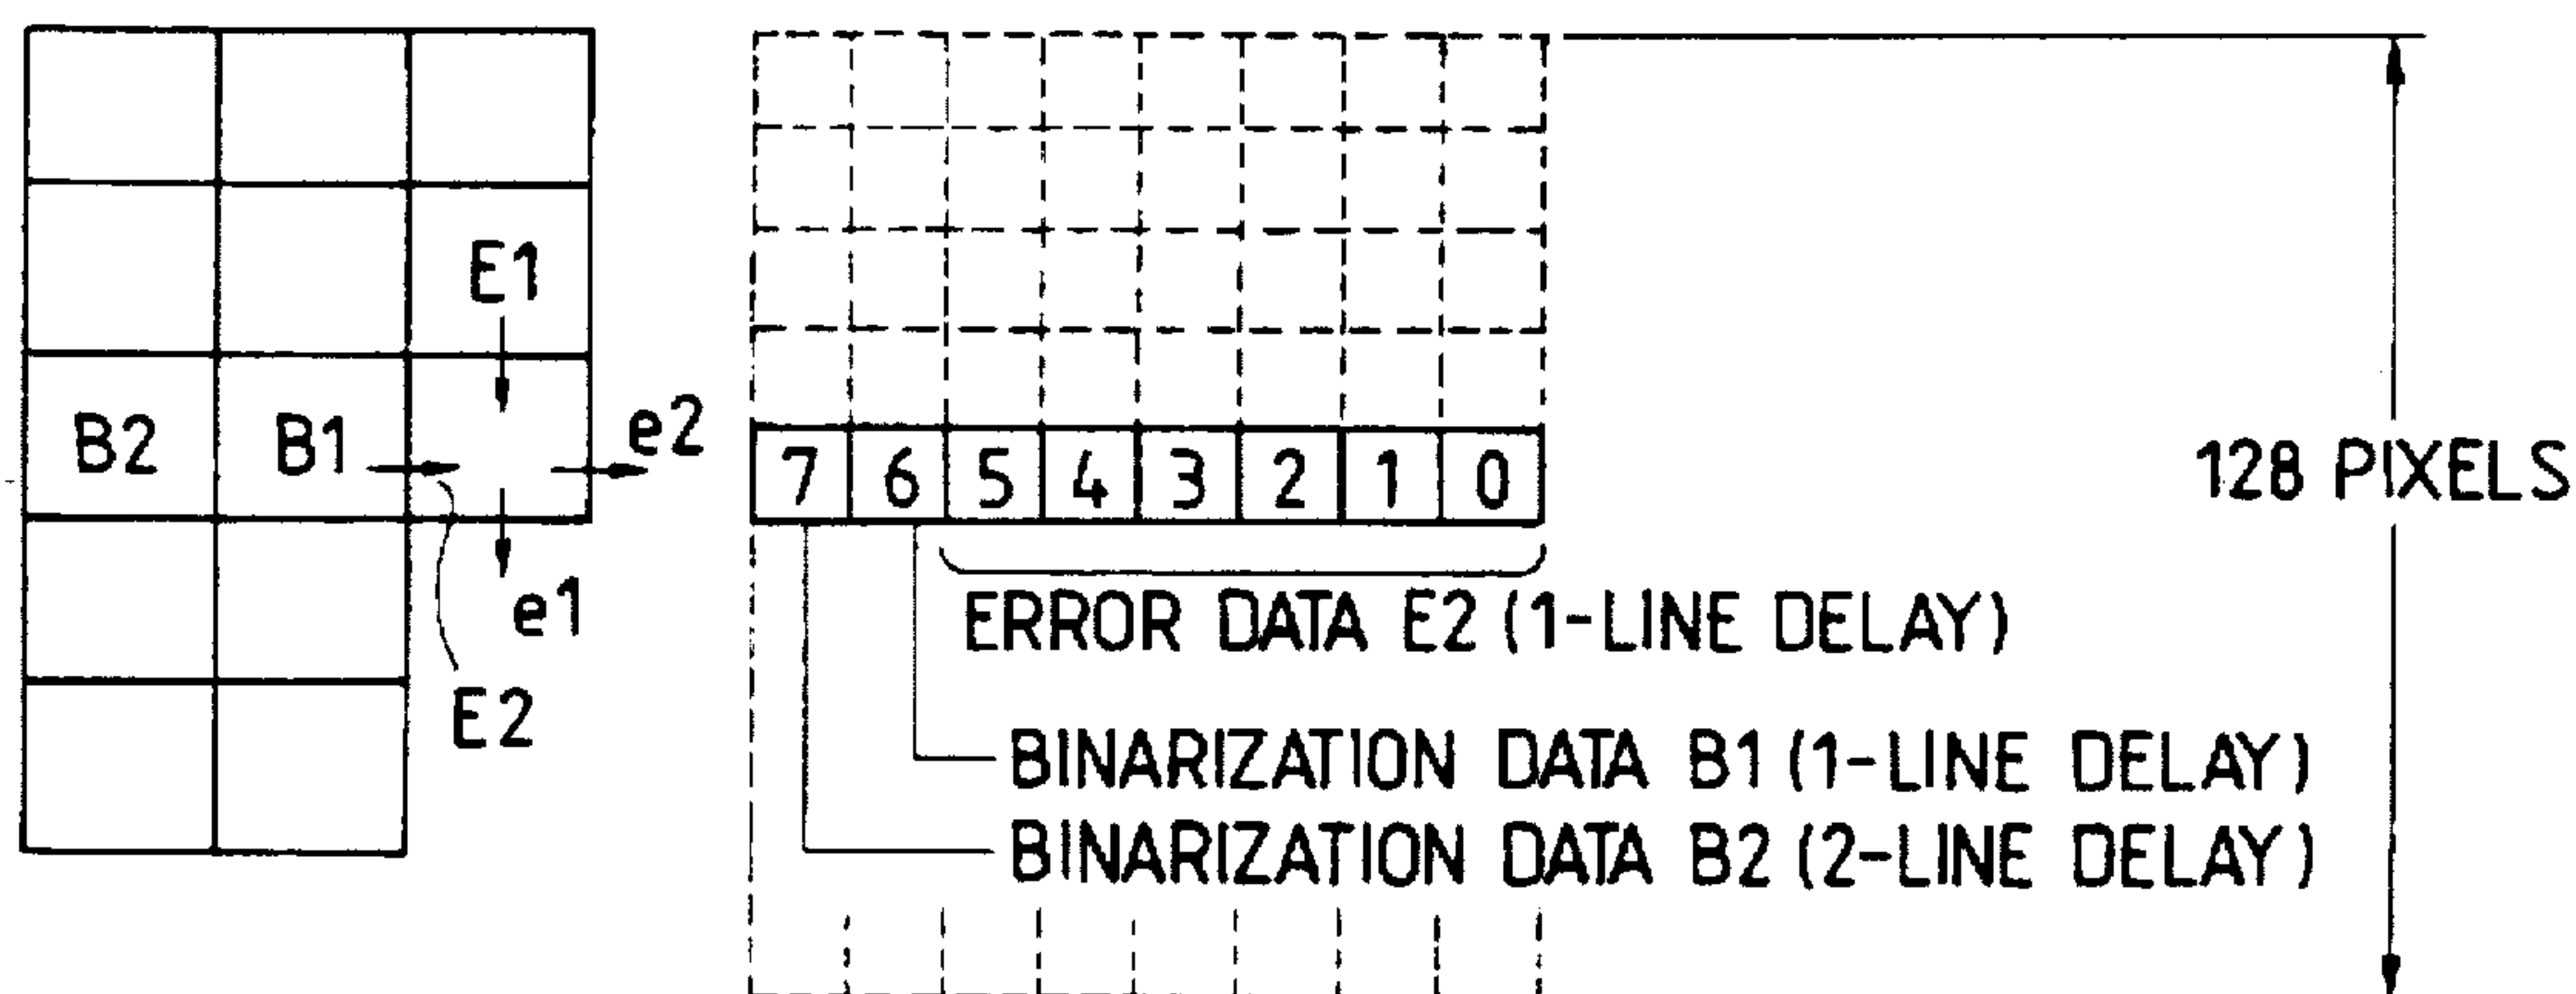 E1
B2 B1 e2
e1
E2
7 6 5 4 3 2 1 0
128 PIXELS
ERROR DATA E2 (1-LINE DELAY)
BINARIZATION DATA B1 (1-LINE DELAY)
BINARIZATION DATA B2 (2-LINE DELAY)